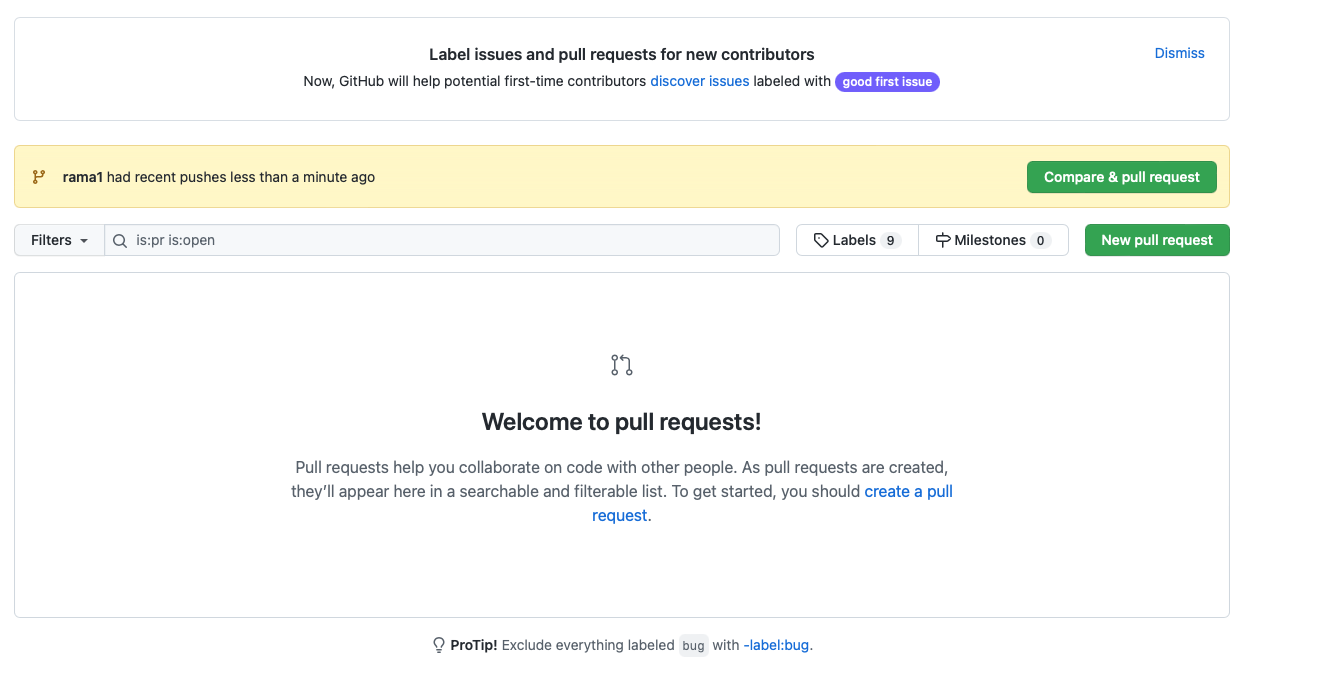 Label issues and pull requests for new contributors
Dismiss
Now, GitHub will help potential first-time contributors discover issues labeled with good first issue
rama1 had recent pushes less than a minute ago
Compare & pull request
Filters
is:pr is:open
Labels 9
Milestones 0
New pull request
Welcome to pull requests!
Pull requests help you collaborate on code with other people. As pull requests are created,
they’ll appear here in a searchable and filterable list. To get started, you should create a pull
request.
ProTip! Exclude everything labeled bug with -label:bug.